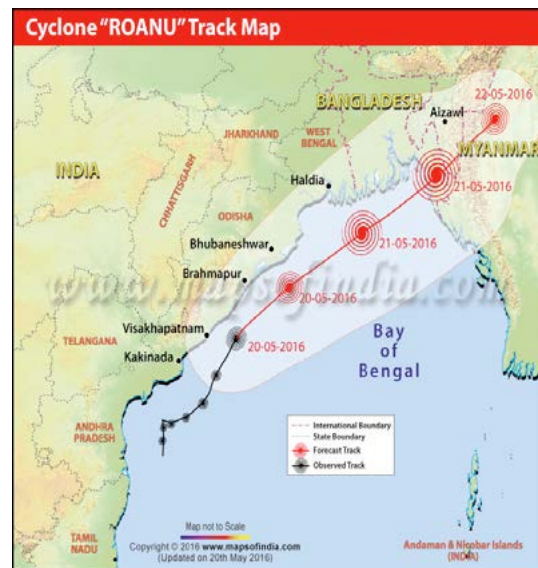 Cyclone "ROANU" Track Map
22-05-2016
BANGLADESH
Aizawl
JHARKHAND
WEST
BENGAL
MYANMAR
INDIA
CHHATTISGARH
Haldia
21-05-2016
ODISHA
21-05-2016
Bhubaneshwar
www.mapsofindia.com
Brahmapur
20-05-2016
Visakhapatnam
TELANGANA
20-05-2016
Kakinada
Bay
of
Bengal
ANDHRA
PRADESH
International Boundary
State Boundary
Forecast Track
Observed Track
Map not to Scale
TAMIL
NADU
Copyright © 2016 www.mapsofindia.com
(Updated on 20th May 2016)
Andaman & Nicobar Islands
(INDIA)